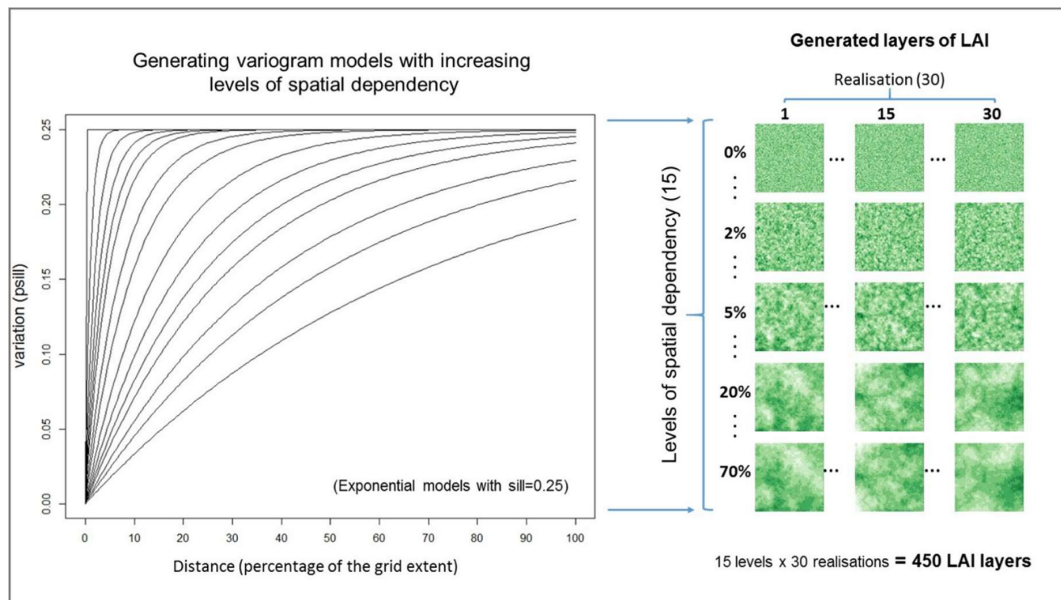 Generating variogram models with increasing
levels of spatial dependency
variation (psill)
0.25
0.20
0.15
0.10
0.05
0.00
(Exponential models with sill=0.25)
0 10 20 30 40 50 60 70 80 90 100
Distance (percentage of the grid extent)
Levels of spatial dependency (15)
Generated layers of LAI
Realisation (30)
1 15 30
0%
2%
5%
20%
70%
15 levels x 30 realisations = 450 LAI layers